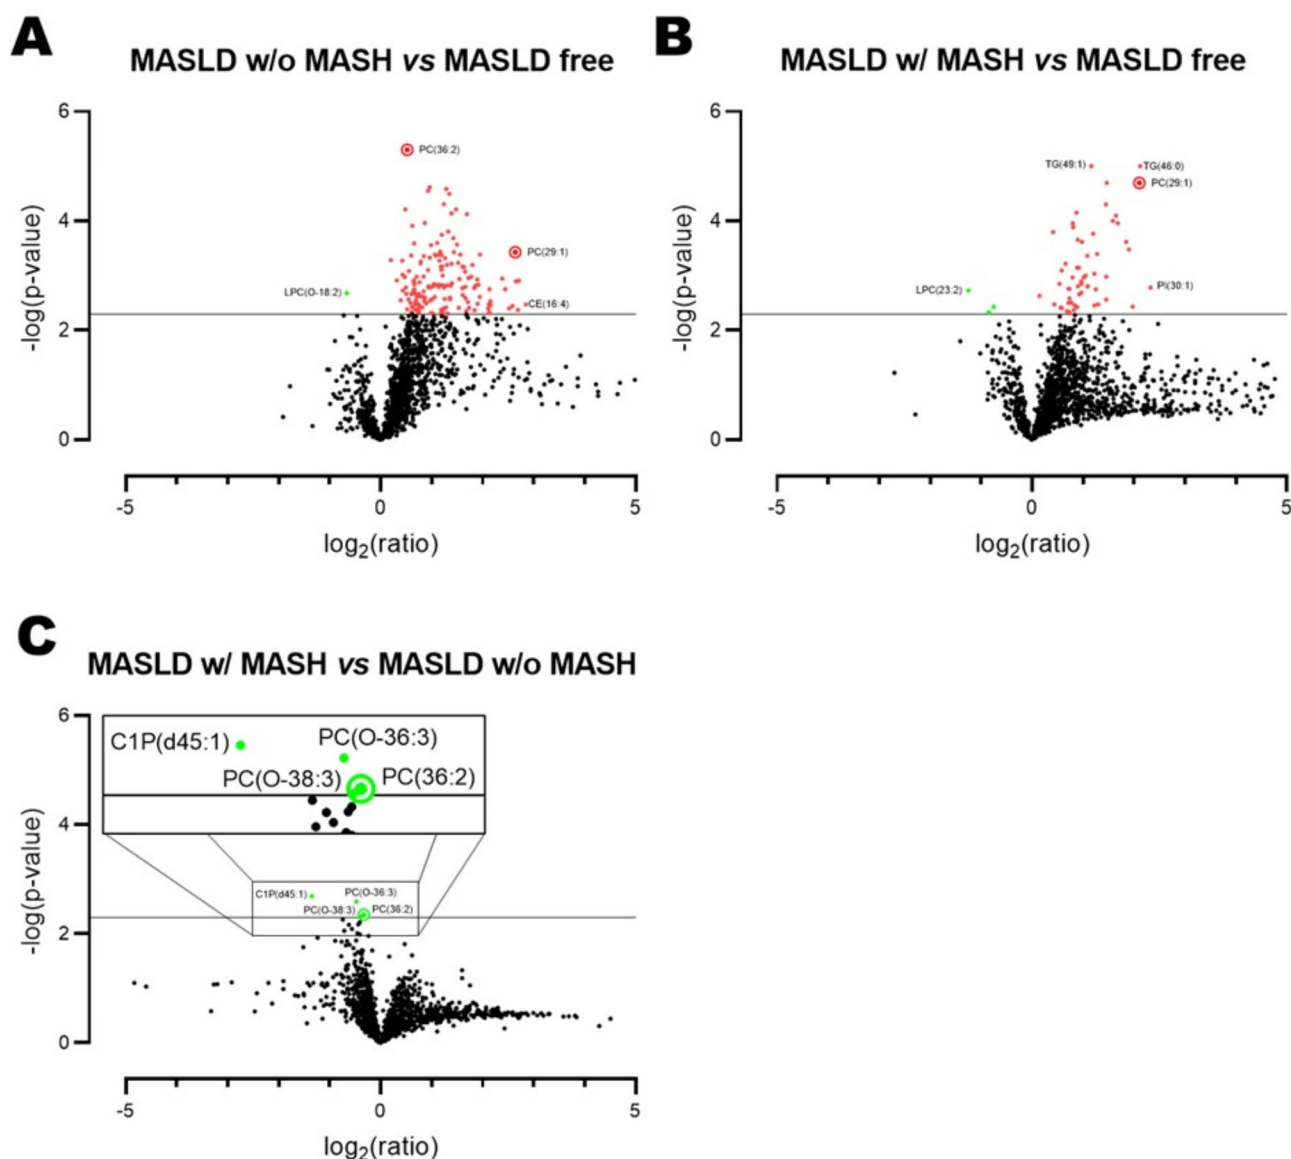 A
MASLD w/o MASH vs MASLD free
6
4
2
0
-log(p-value)
PC(36:2)
PC(29:1)
LPC(O-18:2)
CE(16:4)
-5
0
5
log2(ratio)
B
MASLD w/ MASH vs MASLD free
6
4
2
0
-log(p-value)
TG(49:1)
TG(46:0)
PC(29:1)
LPC(23:2)
PI(30:1)
-5
0
5
log2(ratio)
C
MASLD w/ MASH vs MASLD w/o MASH
6
4
2
0
-log(p-value)
C1P(d45:1)
PC(O-36:3)
PC(O-38:3)
PC(36:2)
C1P(d45:1)
PC(O-36:3)
PC(O-38:3)
PC(36:2)
-5
0
5
log2(ratio)